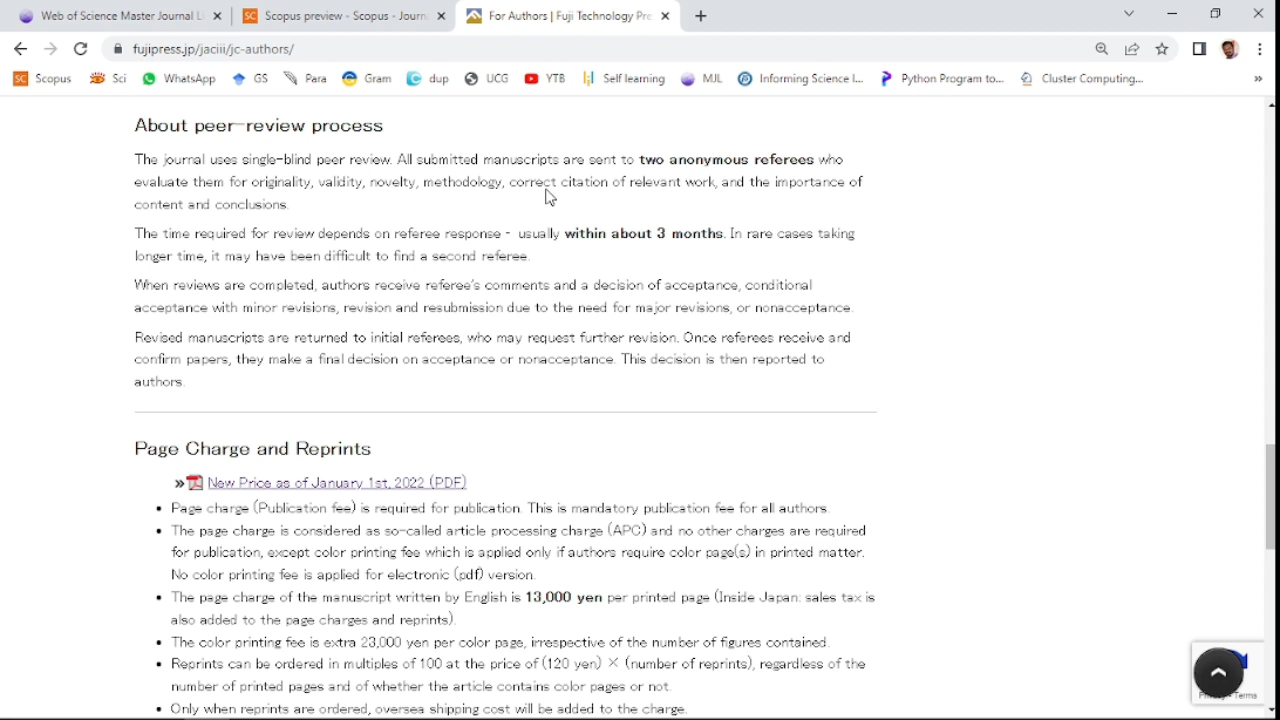 Web of Science Master Journal Li
Scopus preview - Scopus - Journa
For Authors | Fuji Technology Pre
fujipress.jp/jaciii/jc-authors/
SC Scopus Sci WhatsApp GS Para Gram dup UCG YTB Self learning MJL Informing Science I... Python Program to... Cluster Computing...
About peer-review process
The journal uses single-blind peer review. All submitted manuscripts are sent to two anonymous referees who
evaluate them for originality, validity, novelty, methodology, correct citation of relevant work, and the importance of
content and conclusions.
The time required for review depends on referee response - usually within about 3 months. In rare cases taking
longer time, it may have been difficult to find a second referee.
When reviews are completed, authors receive referee's comments and a decision of acceptance, conditional
acceptance with minor revisions, revision and resubmission due to the need for major revisions, or nonacceptance.
Revised manuscripts are returned to initial referees, who may request further revision. Once referees receive and
confirm papers, they make a final decision on acceptance or nonacceptance. This decision is then reported to
authors.
Page Charge and Reprints
» New Price as of January 1st, 2022 (PDF)
• Page charge (Publication fee) is required for publication. This is mandatory publication fee for all authors.
• The page charge is considered as so-called article processing charge (APC) and no other charges are required
for publication, except color printing fee which is applied only if authors require color page(s) in printed matter.
No color printing fee is applied for electronic (pdf) version.
• The page charge of the manuscript written by English is 13,000 yen per printed page (Inside Japan: sales tax is
also added to the page charges and reprints).
• The color printing fee is extra 23,000 yen per color page, irrespective of the number of figures contained.
• Reprints can be ordered in multiples of 100 at the price of (120 yen) × (number of reprints), regardless of the
number of printed pages and of whether the article contains color pages or not.
• Only when reprints are ordered, oversea shipping cost will be added to the charge.
Privacy - Terms